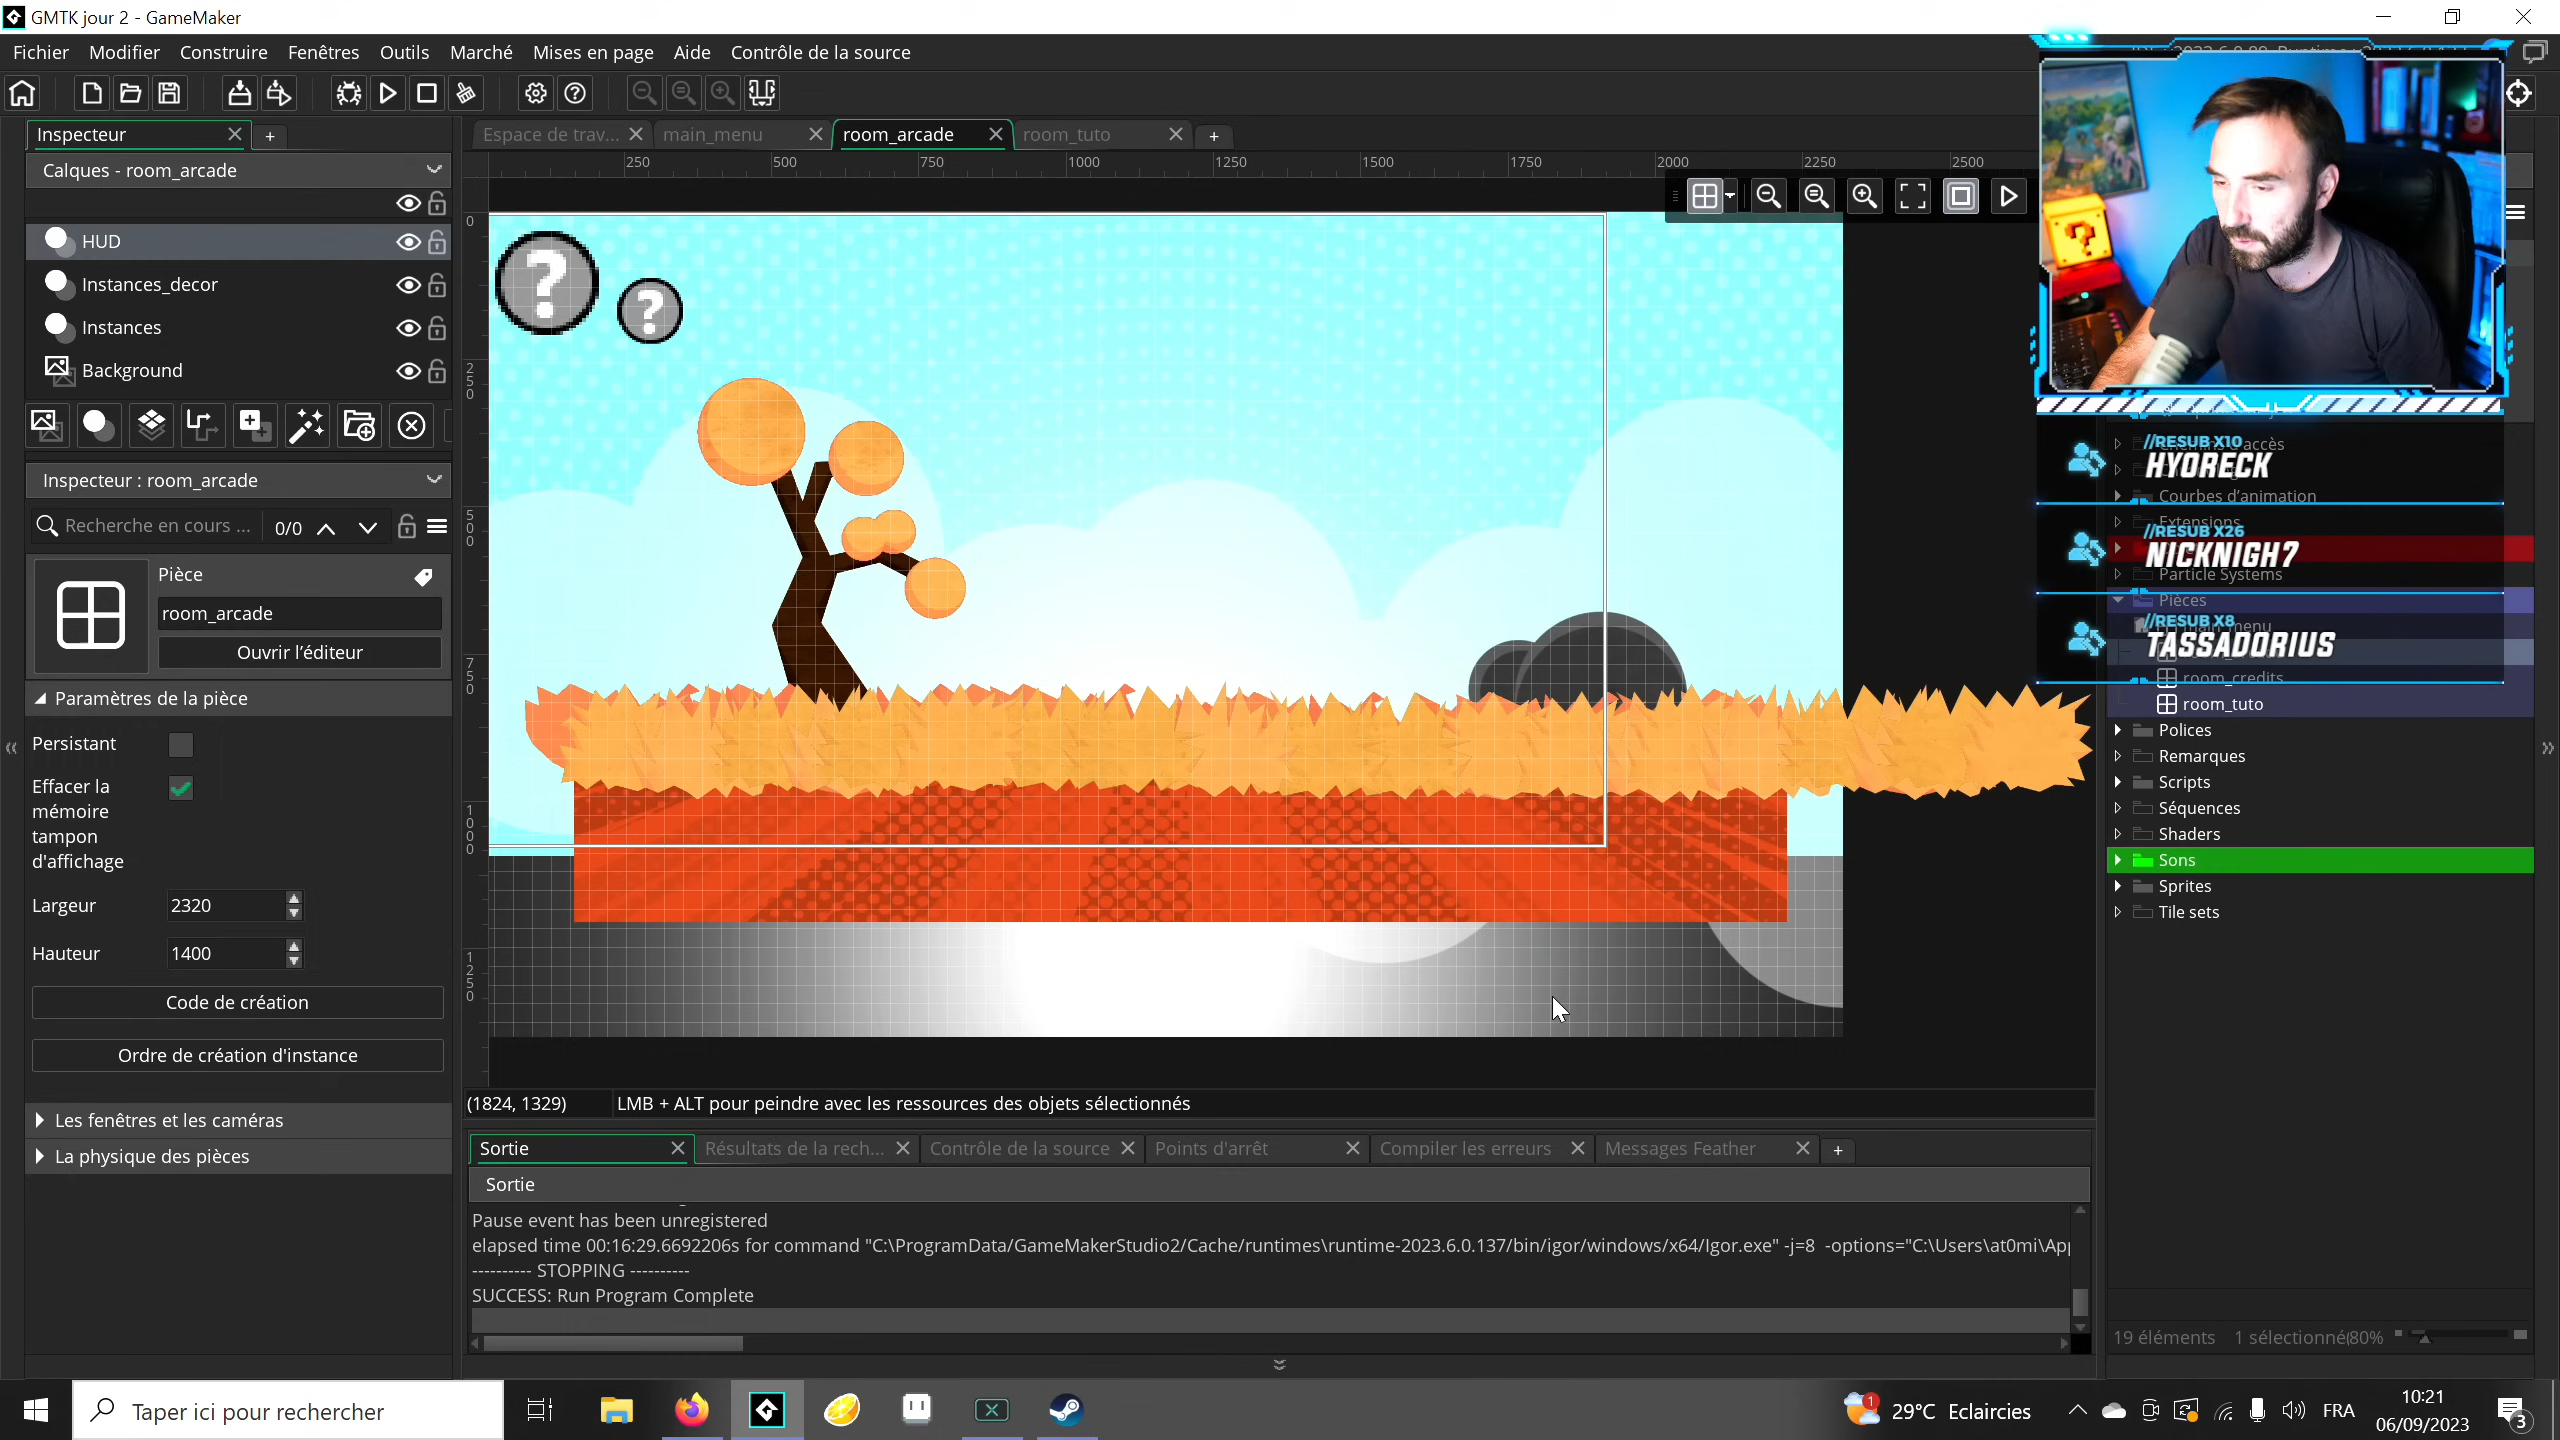 GMTK jour 2 - GameMaker
Fichier Modifier Construire Fenêtres Outils Marché Mises en page Aide Contrôle de la source
Inspecteur
Espace de trav... main_menu room_arcade room_tuto
Calques - room_arcade
250 500 750 1000 1250 1500 1750 2000 2250 2500
0
250
500
750
1000
1250
HUD
Instances_decor
Instances
Background
Inspecteur : room_arcade
Recherche en cours ... 0/0
Pièce
room_arcade
Ouvrir l'éditeur
Paramètres de la pièce
Persistant
Effacer la
mémoire
tampon
d'affichage
Largeur 2320
Hauteur 1400
Code de création
Ordre de création d'instance
Les fenêtres et les caméras
La physique des pièces
? ?
(1824, 1329) LMB + ALT pour peindre avec les ressources des objets sélectionnés
Sortie Résultats de la rech... Contrôle de la source Points d'arrêt Compiler les erreurs Messages Feather
Sortie
Pause event has been unregistered
elapsed time 00:16:29.6692206s for command "C:\ProgramData/GameMakerStudio2/Cache/runtimes\runtime-2023.6.0.137/bin/igor/windows/x64/Igor.exe" -j=8 -options="C:\Users\at0mi\Ap
---------- STOPPING ----------
SUCCESS: Run Program Complete
//RESUB X10
HYDRECK
Courbes d'animation
Extensions
//RESUB X26
NICKNIGH7
Particle Systems
Pièces
//RESUB X8
TASSADORIUS
room_credits
room_tuto
Polices
Remarques
Scripts
Séquences
Shaders
Sons
Sprites
Tile sets
19 éléments 1 sélectionné(80%
Taper ici pour rechercher
1
29°C Eclaircies
FRA
10:21
06/09/2023
3